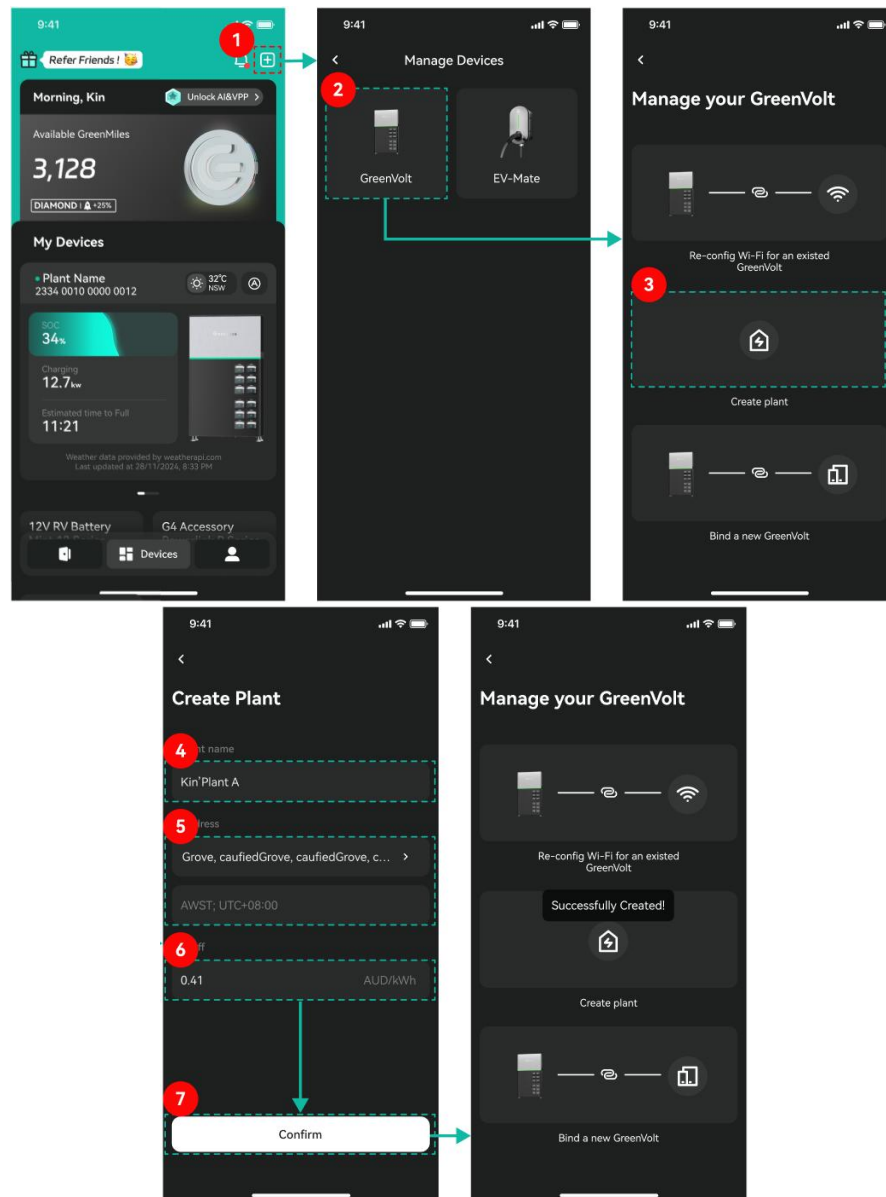 9:41
1
Refer Friends!
Morning, Kin
Unlock AI&VPP >
Available GreenMiles
3,128
DIAMOND | +25%
My Devices
Plant Name
2334 0010 0000 0012
32°C
NSW
SOC
34%
Charging
12.7kw
Estimated time to Full
11:21
Weather data provided by weatherapi.com
Last updated at 28/11/2024, 8:33 PM
12V RV Battery
G4 Accessory
Devices
9:41
Manage Devices
2
GreenVolt
EV-Mate
9:41
Manage your GreenVolt
Re-config Wi-Fi for an existed
GreenVolt
3
Create plant
Bind a new GreenVolt
9:41
Create Plant
4
name
Kin'Plant A
5
Grove, caufiedGrove, caufiedGrove, c... >
AWST; UTC+08:00
6
0.41
AUD/kWh
7
Confirm
9:41
Manage your GreenVolt
Re-config Wi-Fi for an existed
GreenVolt
Successfully Created!
Create plant
Bind a new GreenVolt